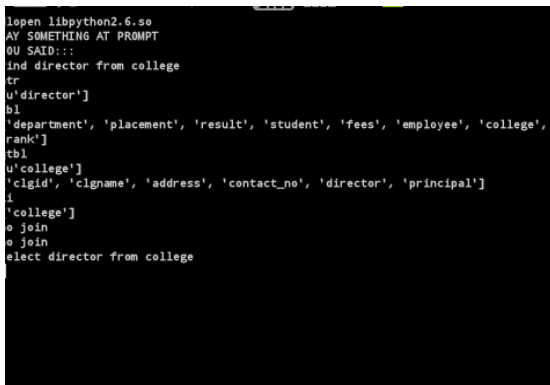 lopen libpython2.6.so
AY SOMETHING AT PROMPT
OU SAID:::
ind director from college
tr
u'director']
bl
'department', 'placement', 'result', 'student', 'fees', 'employee', 'college',
rank']
tbl
u'college']
'clgid', 'clgname', 'address', 'contact_no', 'director', 'principal']
i
'college']
o join
o join
elect director from college